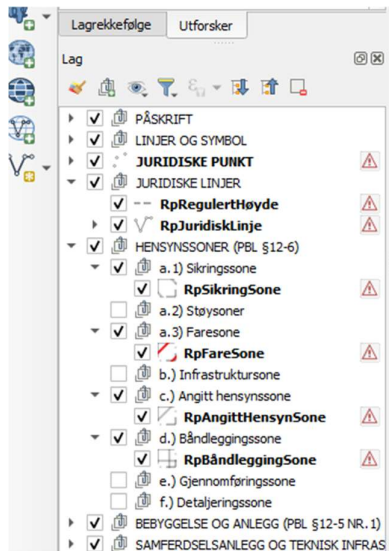 Lagrekkefølge Utforsker
Lag
PÅSKRIFT
LINJER OG SYMBOL
JURIDISKE PUNKT
JURIDISKE LINJER
RpRegulertHøyde
RpJuridiskLinje
HENSYNSSONER (PBL §12-6)
a.1) Sikringssone
RpSikringSone
a.2) Støysoner
a.3) Faresone
RpFareSone
b.) Infrastruktursone
c.) Angitt hensynssone
RpAngittHensynSone
d.) Båndleggingssone
RpBåndleggingSone
e.) Gjennomføringssone
f.) Detaljeringssone
BEBYGGELSE OG ANLEGG (PBL §12-5 NR.1)
SAMFERDSELSANLEGG OG TEKNISK INFRAS